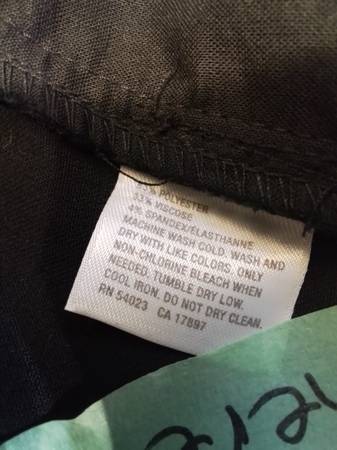 POLYESTER
33% VISCOSE
4% SPANDEX/ELASTHANNE
MACHINE WASH COLD. WASH AND
DRY WITH LIKE COLORS. ONLY
NON-CHLORINE BLEACH WHEN
NEEDED. TUMBLE DRY LOW.
COOL IRON. DO NOT DRY CLEAN.
RN 54023 CA 17897